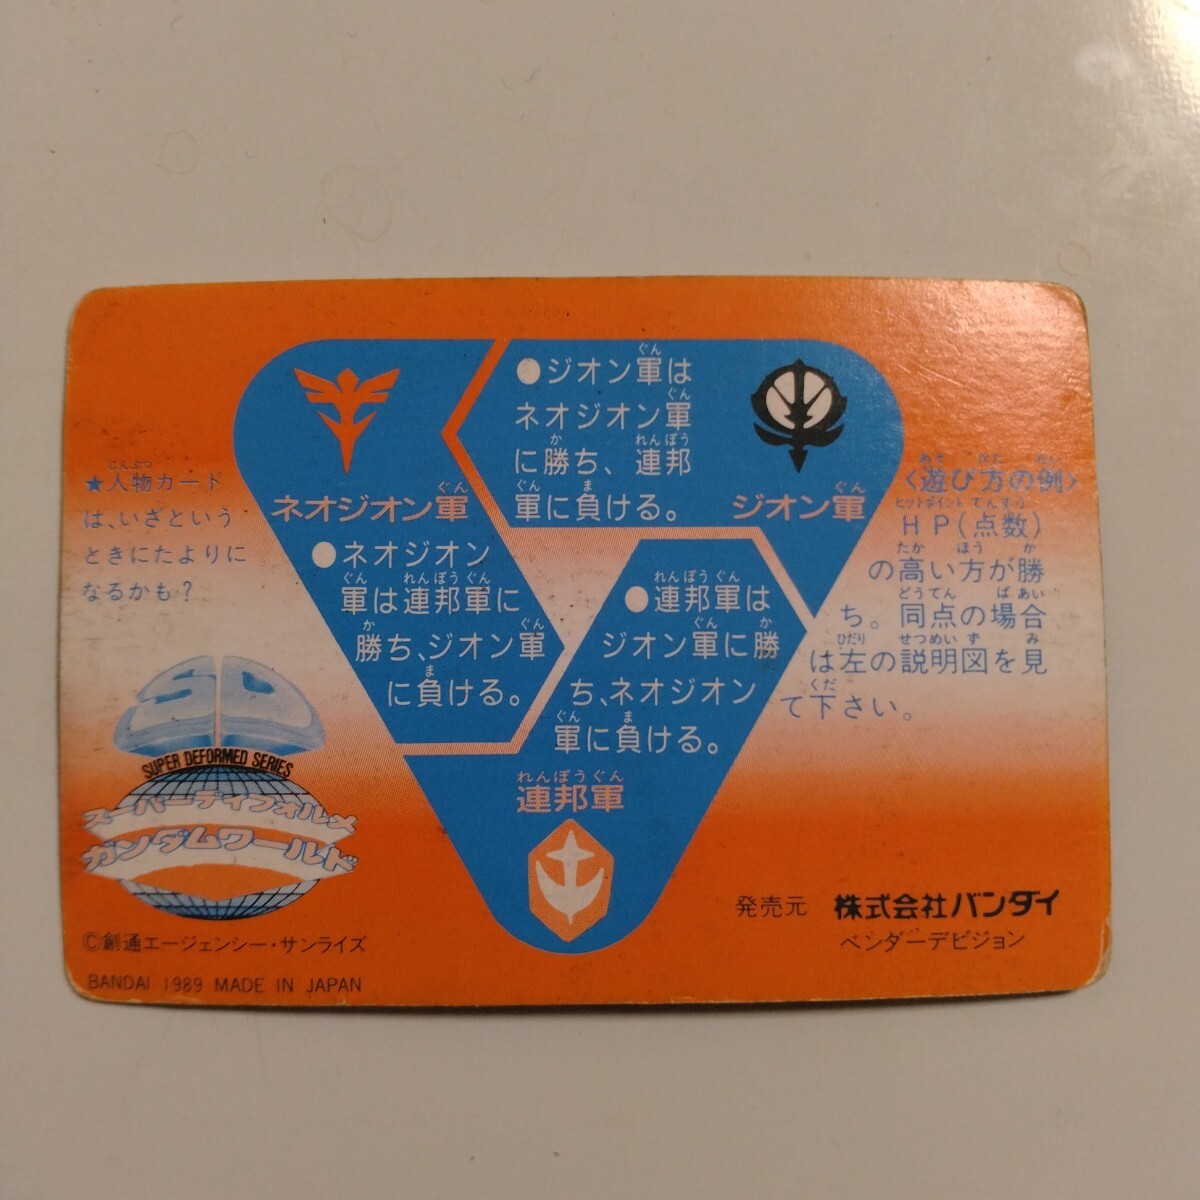 ●ジオン軍は
ネオジオン軍
に勝ち、連邦
軍に負ける。
ネオジオン軍
ジオン軍
●ネオジオン
軍は連邦軍に
勝ち、ジオン軍
に負ける。
●連邦軍は
ジオン軍に勝
ち、ネオジオン
軍に負ける。
連邦軍
★人物カード
は、いざという
ときにたよりに
なるかも?
〈遊び方の例〉
HP(点数)
の高い方が勝
ち。同点の場合
は左の説明図を見
て下さい。
SD
SUPER DEFORMED SERIES
スーパーディフォルメ
ガンダムワールド
©創通エージェンシー・サンライズ
BANDAI 1989 MADE IN JAPAN
発売元 株式会社バンダイ
ベンダーデビジョン